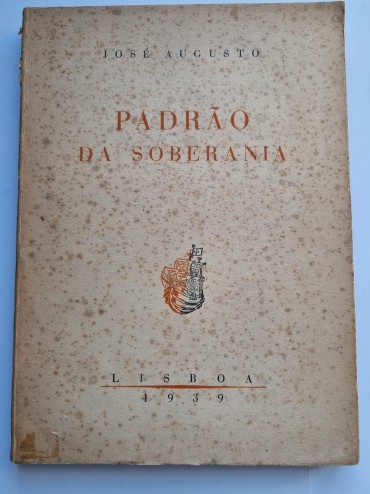 JOSÉ AUGUSTO
PADRÃO
DA SOBERANIA
LISBOA
1939